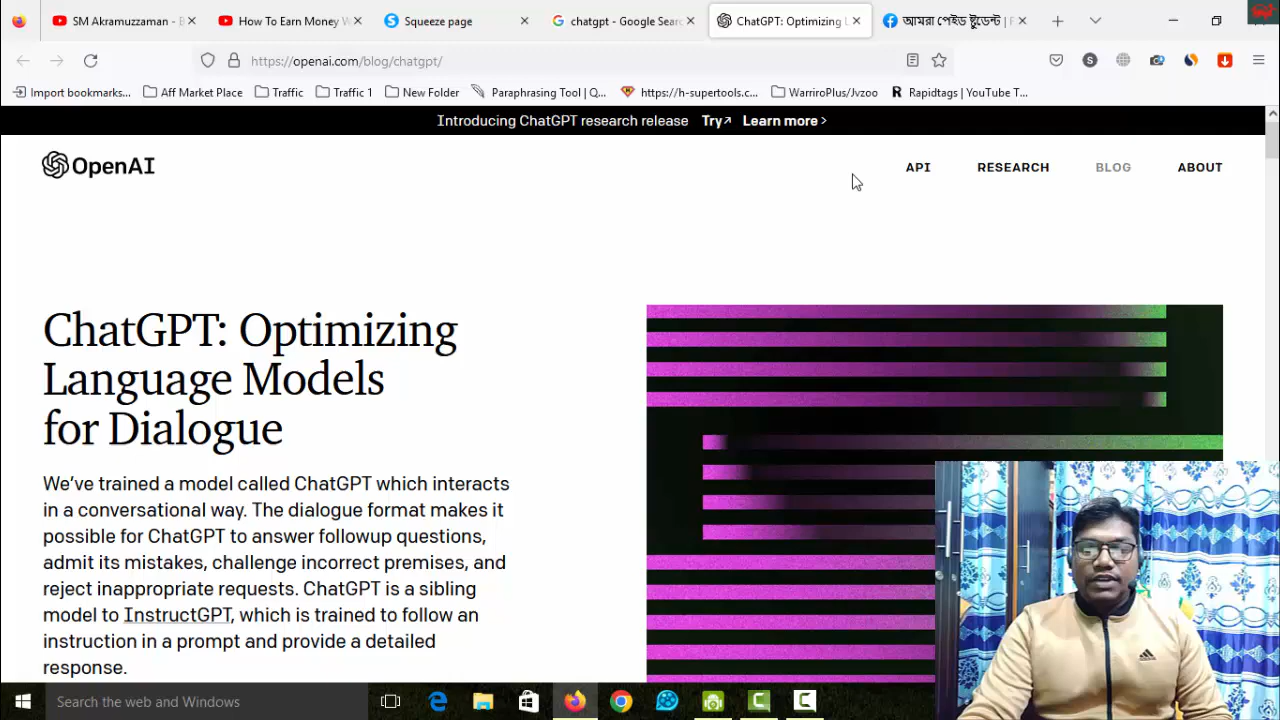 SM Akramuzzaman - B
How To Earn Money W
Squeeze page
chatgpt - Google Searc
ChatGPT: Optimizing L
আমরা পেইড ষ্টুডেন্ট |
https://openai.com/blog/chatgpt/
Import bookmarks...
Aff Market Place
Traffic
Traffic 1
New Folder
Paraphrasing Tool | Q...
https://h-supertools.c...
WarriroPlus/Jvzoo
Rapidtags | YouTube T...
Introducing ChatGPT research release Try↗ Learn more >
OpenAI
API
RESEARCH
BLOG
ABOUT
ChatGPT: Optimizing
Language Models
for Dialogue
We’ve trained a model called ChatGPT which interacts
in a conversational way. The dialogue format makes it
possible for ChatGPT to answer followup questions,
admit its mistakes, challenge incorrect premises, and
reject inappropriate requests. ChatGPT is a sibling
model to InstructGPT, which is trained to follow an
instruction in a prompt and provide a detailed
response.
Search the web and Windows